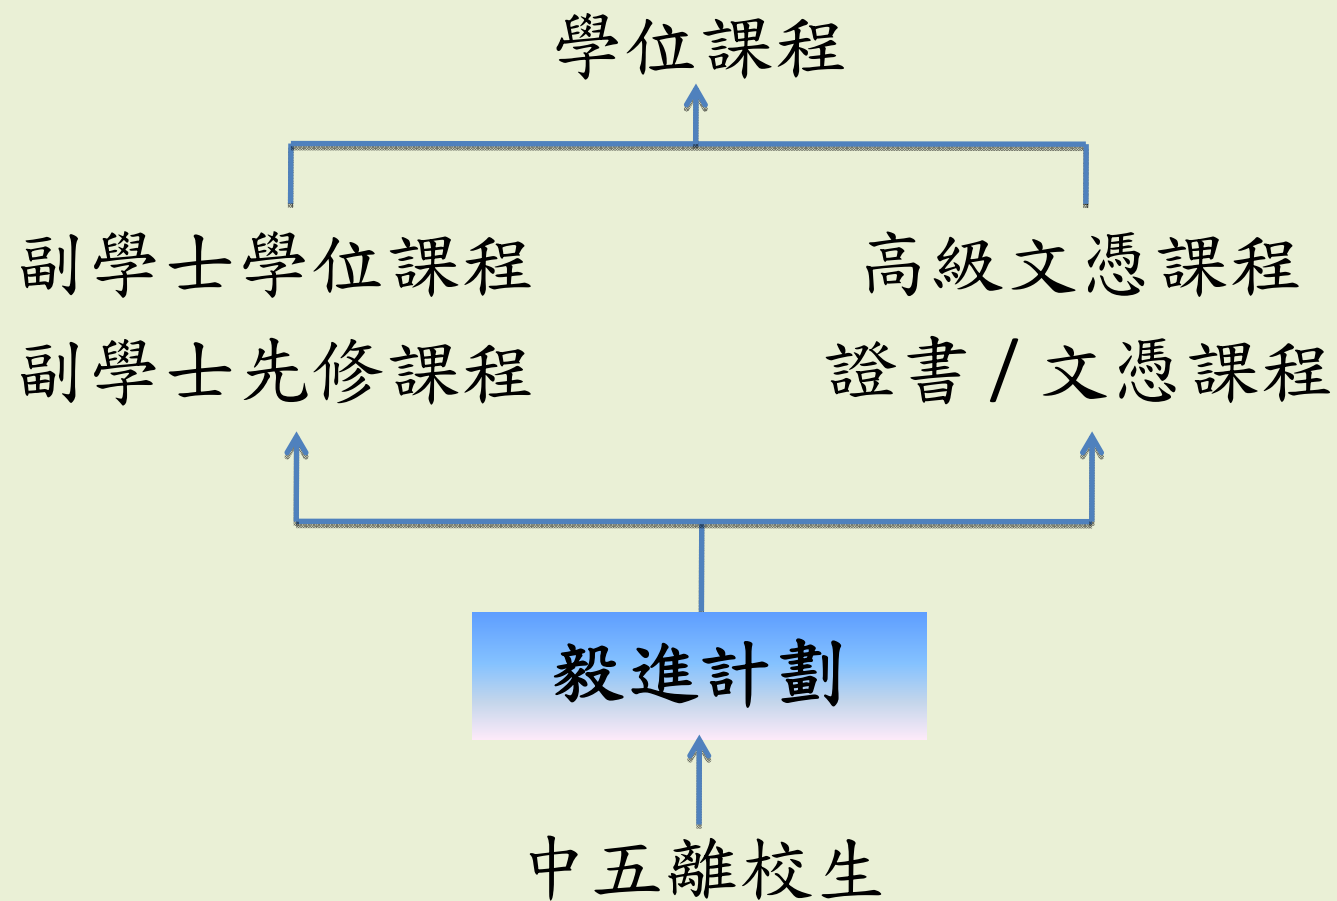 學位課程
副學士學位課程
高級文憑課程
副學士先修課程
證書 / 文憑課程
毅進計劃
中五離校生